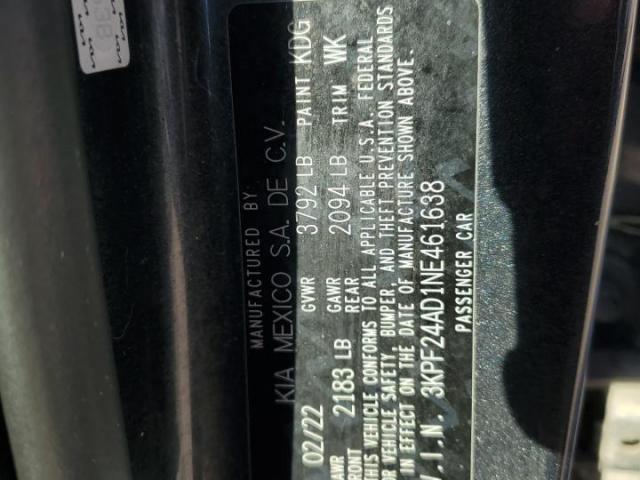 MANUFACTURED BY
KIA MEXICO S.A. DE C.V.
02/22 GVWR 3792 LB PAINT KDG
GAWR FRONT 2183 LB GAWR REAR 2094 LB TRIM WK
THIS VEHICLE CONFORMS TO ALL APPLICABLE U.S.A. FEDERAL
MOTOR VEHICLE SAFETY, BUMPER, AND THEFT PREVENTION STANDARDS
IN EFFECT ON THE DATE OF MANUFACTURE SHOWN ABOVE.
V.I.N. 3KPF24AD1NE461638
PASSENGER CAR